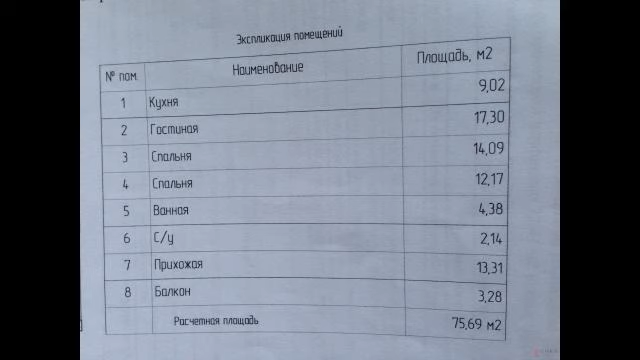 Экспликация помещений
№ пом. Наименование Площадь, м2
1 Кухня 9,02
2 Гостиная 17,30
3 Спальня 14,09
4 Спальня 12,17
5 Ванная 4,38
6 С/у 2,14
7 Прихожая 13,31
8 Балкон 3,28
Расчетная площадь 75,69 м2